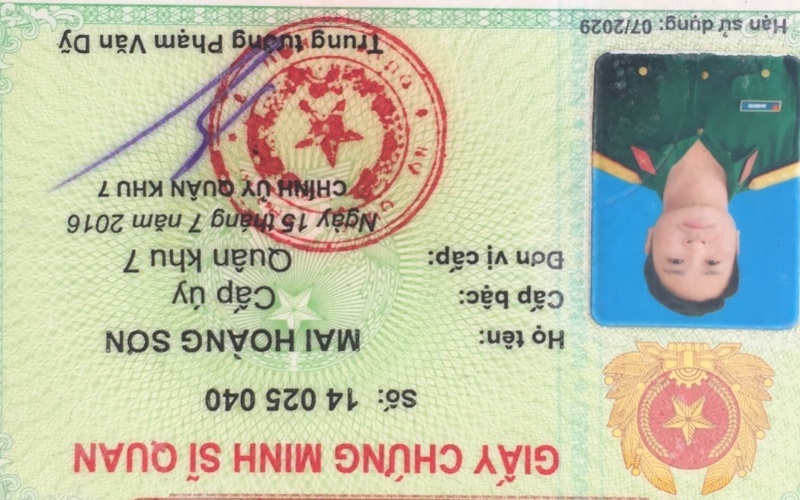 GIẤY CHỨNG MINH SĨ QUAN
Số: 14 025 040
Họ tên: MAI HOÀNG SƠN
Cấp bậc: Cấp úy
Đơn vị cấp: Quân khu 7
Ngày 15 tháng 7 năm 2016
CHÍNH ỦY QUÂN KHU 7
Trung tướng Phạm Văn Dỹ
Hạn sử dụng: 07/2029